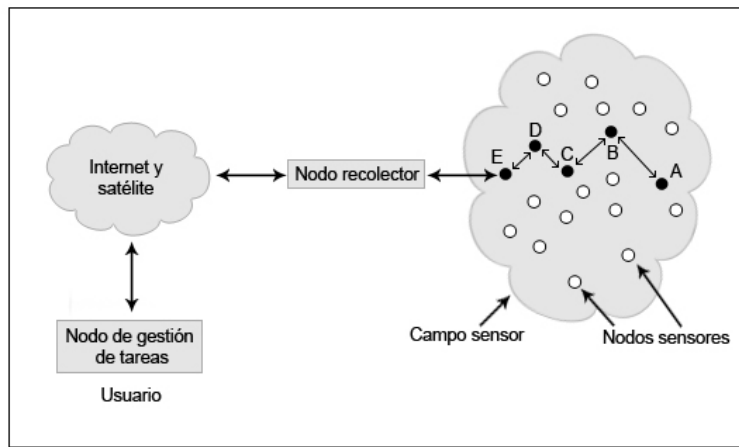 Internet y
satélite
Nodo recolector
E
D
C
B
A
Nodo de gestión
de tareas
Usuario
Campo sensor
Nodos sensores